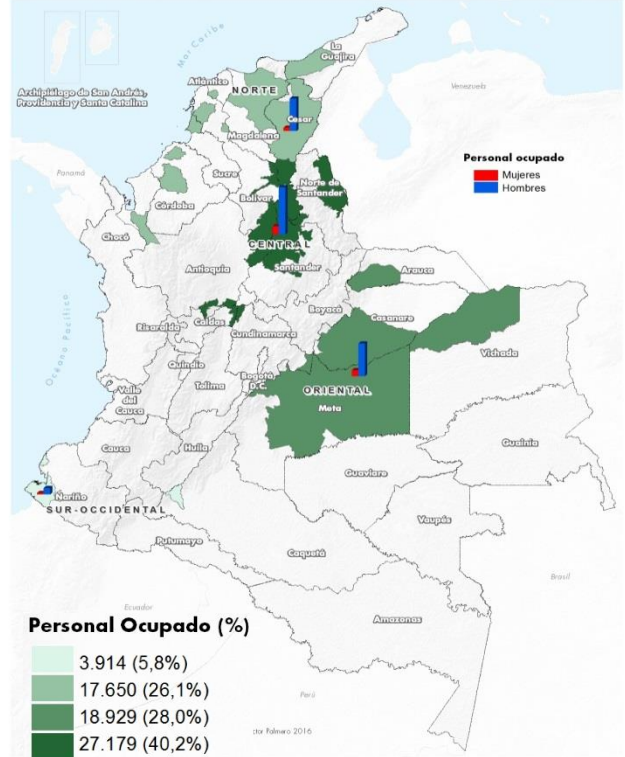 Mar Caribe
La
Guajira
Archipiélago de San Andrés,
Providencia y Santa Catalina
Atlántico
NORTE
Cesar
Magdalena
Venezuela
Personal ocupado
Mujeres
Hombres
Panamá
Sucre
Norte de
Santander
Bolívar
Córdoba
Chocó
CENTRAL
Antioquia
Santander
Arauca
Boyacá
Casanare
Risaralda
Caldas
Cundinamarca
Vichada
Océano Pacífico
Quindío
Bogotá,
D.C.
Tolima
ORIENTAL
Valle
del
Cauca
Meta
Guainía
Cauca
Huila
Guaviare
Nariño
SUR-OCCIDENTAL
Vaupés
Putumayo
Caquetá
Brasil
Ecuador
Amazonas
Personal Ocupado (%)
3.914 (5,8%)
17.650 (26,1%)
18.929 (28,0%)
27.179 (40,2%)
Perú
ctor Palmero 2016